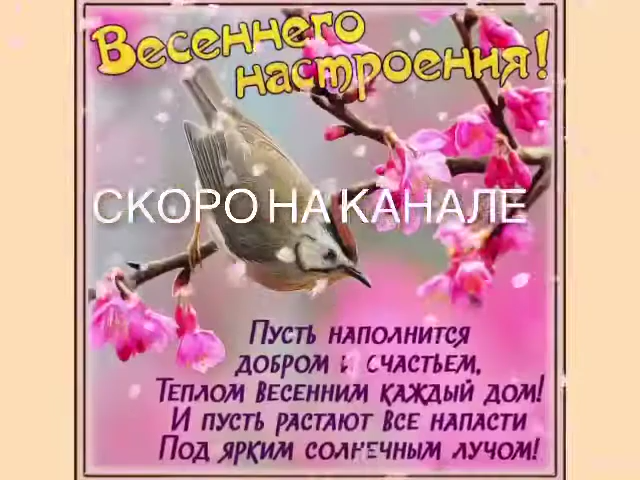 Весеннего
настроения!
СКОРО НА КАНАЛЕ
Пусть наполнится
добром и счастьем,
Теплом весенним каждый дом!
И пусть растают все напасти
Под ярким солнечным лучом!